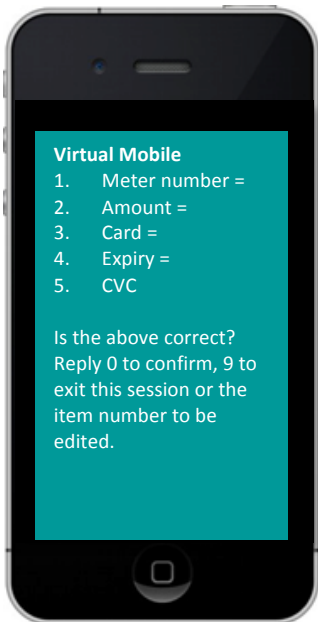 Virtual Mobile
1. Meter number =
2. Amount =
3. Card =
4. Expiry =
5. CVC
Is the above correct?
Reply 0 to confirm, 9 to
exit this session or the
item number to be
edited.